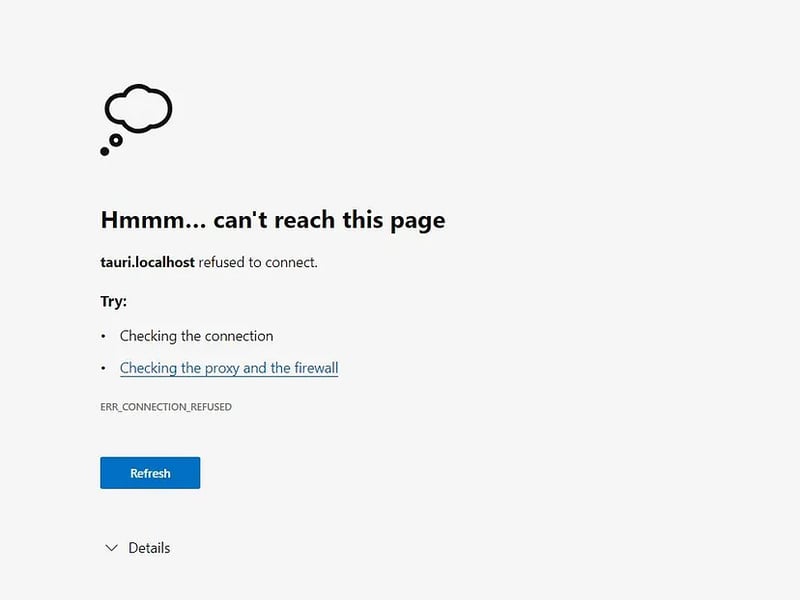 Hmmm... can't reach this page
tauri.localhost refused to connect.
Try:
• Checking the connection
• Checking the proxy and the firewall
ERR_CONNECTION_REFUSED
Refresh
Details